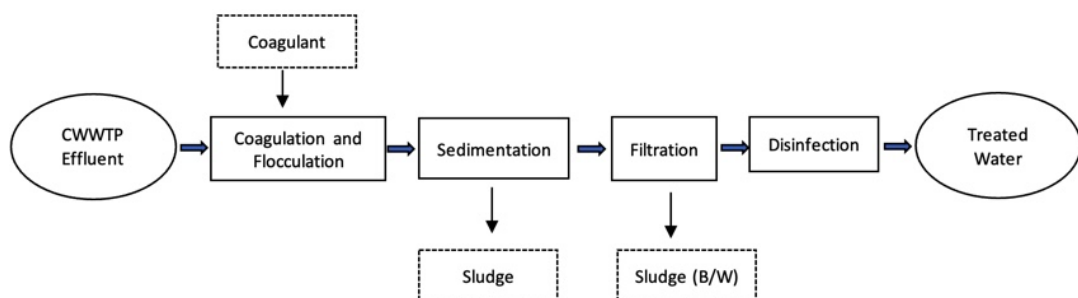 Coagulant
CWWTP
Effluent
Coagulation and
Flocculation
Sedimentation
Filtration
Disinfection
Treated
Water
Sludge
Sludge (B/W)